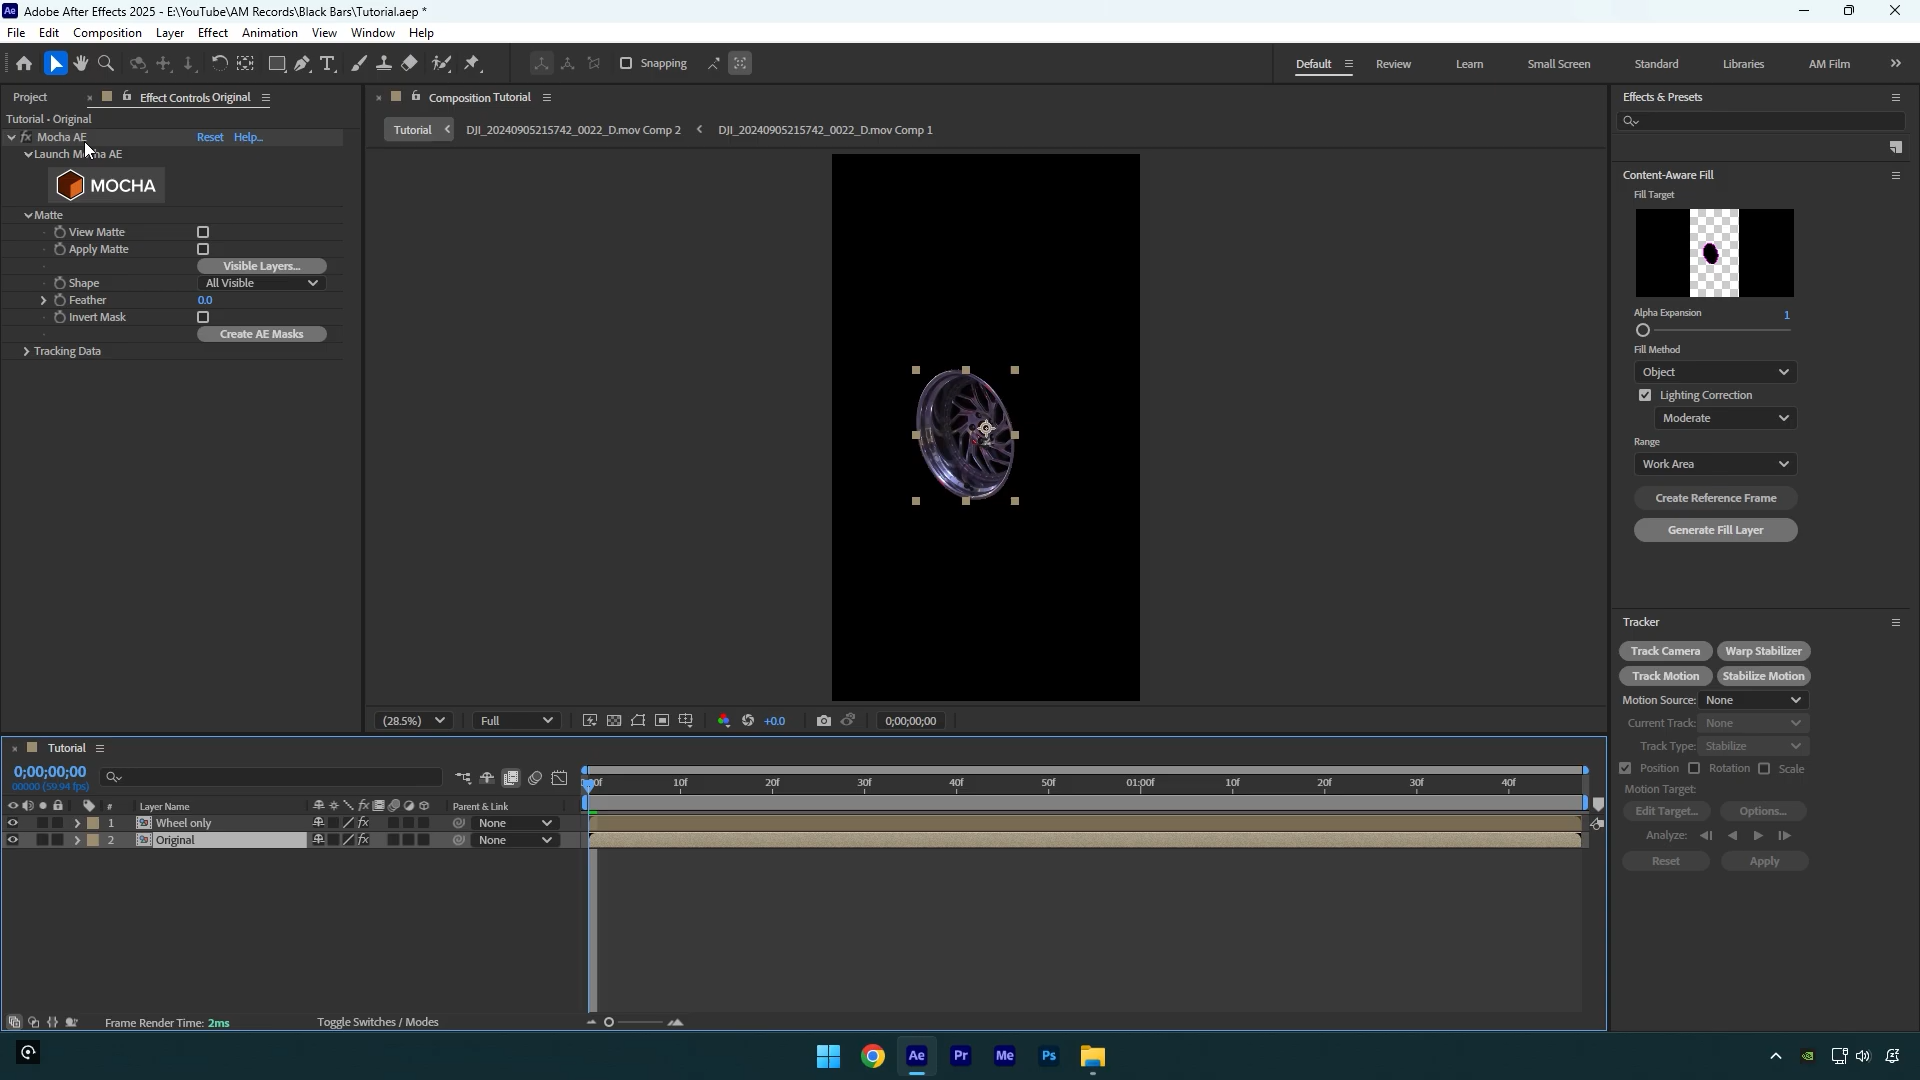 Adobe After Effects 2025 - E:\YouTube\AM Records\Black Bars\Tutorial.aep *
File Edit Composition Layer Effect Animation View Window Help
Snapping
Default Review Learn Small Screen Standard Libraries AM Film
Project Effect Controls Original
Tutorial • Original
Mocha AE Reset Help...
MOCHA
Matte
View Matte
Apply Matte
Visible Layers...
Shape All Visible
Feather 0.0
Invert Mask
Create AE Masks
Tracking Data
Composition Tutorial
Tutorial DJI_20240905215742_0022_D.mov Comp 2 DJI_20240905215742_0022_D.mov Comp 1
(28.5%) Full +0.0 0;00;00;00
Effects & Presets
Content-Aware Fill
Fill Target
Alpha Expansion 1
Fill Method
Object
Lighting Correction
Moderate
Range
Work Area
Create Reference Frame
Generate Fill Layer
Tracker
Track Camera Warp Stabilizer
Track Motion Stabilize Motion
Motion Source: None
Current Track: None
Track Type: Stabilize
Position Rotation Scale
Motion Target:
Edit Target... Options...
Analyze:
Reset Apply
Tutorial
0;00;00;00
00000 (59.94 fps)
10f 20f 30f 40f 50f 01:00f 10f 20f 30f 40f
# Layer Name Parent & Link
1 Wheel only None
2 Original None
Frame Render Time: 2ms Toggle Switches / Modes
Ae Pr Me Ps